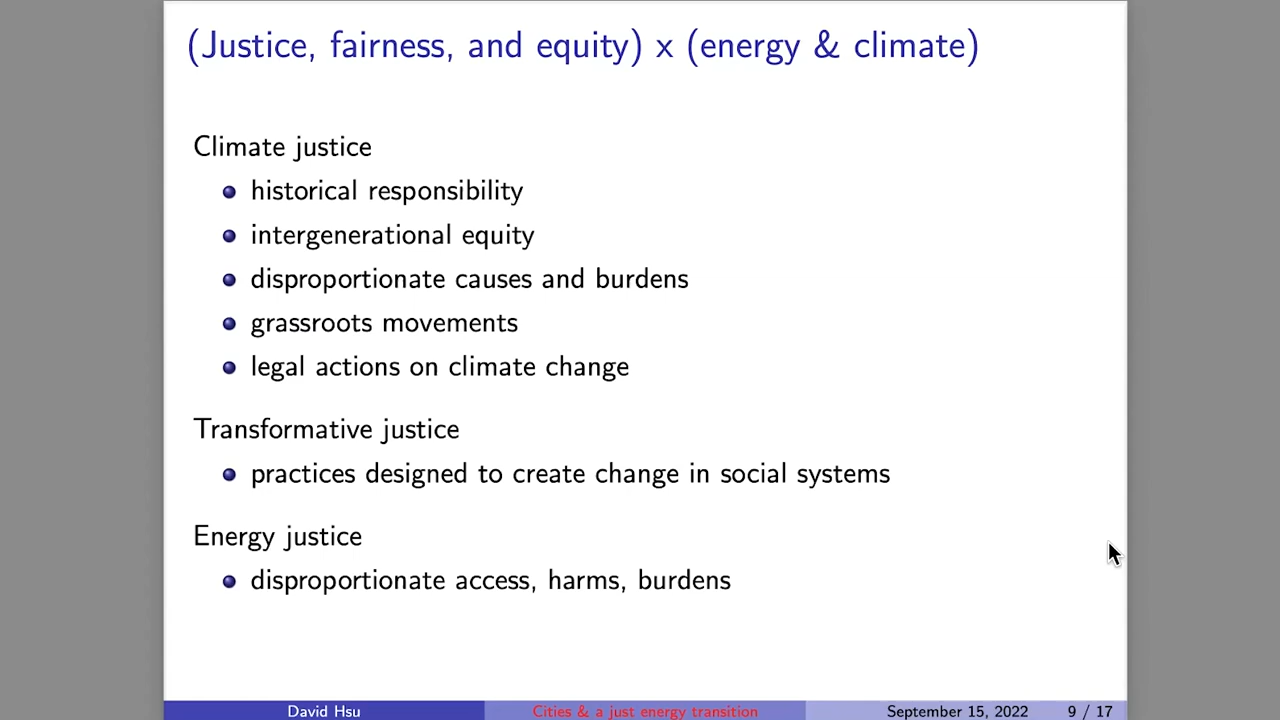 (Justice, fairness, and equity) x (energy & climate)
Climate justice
historical responsibility
intergenerational equity
disproportionate causes and burdens
grassroots movements
legal actions on climate change
Transformative justice
practices designed to create change in social systems
Energy justice
disproportionate access, harms, burdens
David Hsu Cities & a just energy transition September 15, 2022 9 / 17